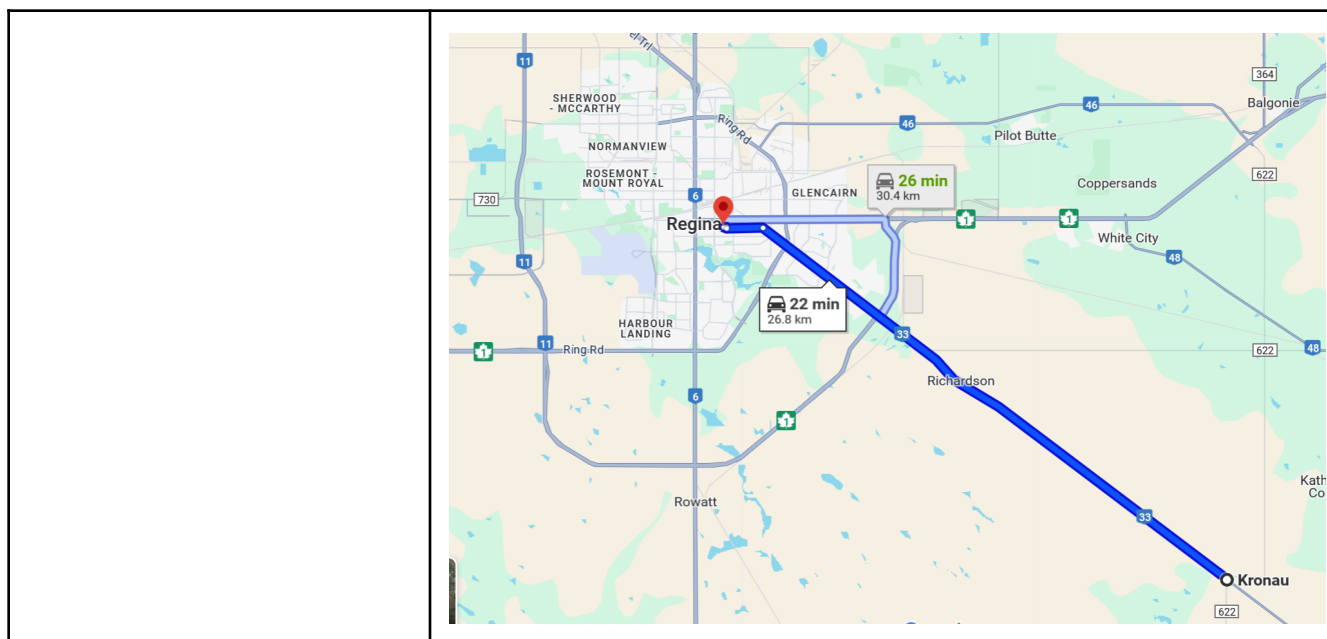 11
364
SHERWOOD
- MCCARTHY
Balgonie
46
46
Ring Rd
Pilot Butte
NORMANVIEW
ROSEMONT -
MOUNT ROYAL
26 min
30.4 km
622
Coppersands
GLENCAIRN
6
730
Regina
1
1
White City
11
48
22 min
26.8 km
HARBOUR
LANDING
33
11
1
Ring Rd
622
48
Richardson
6
1
Rowatt
Kath
Co
33
Kronau
622